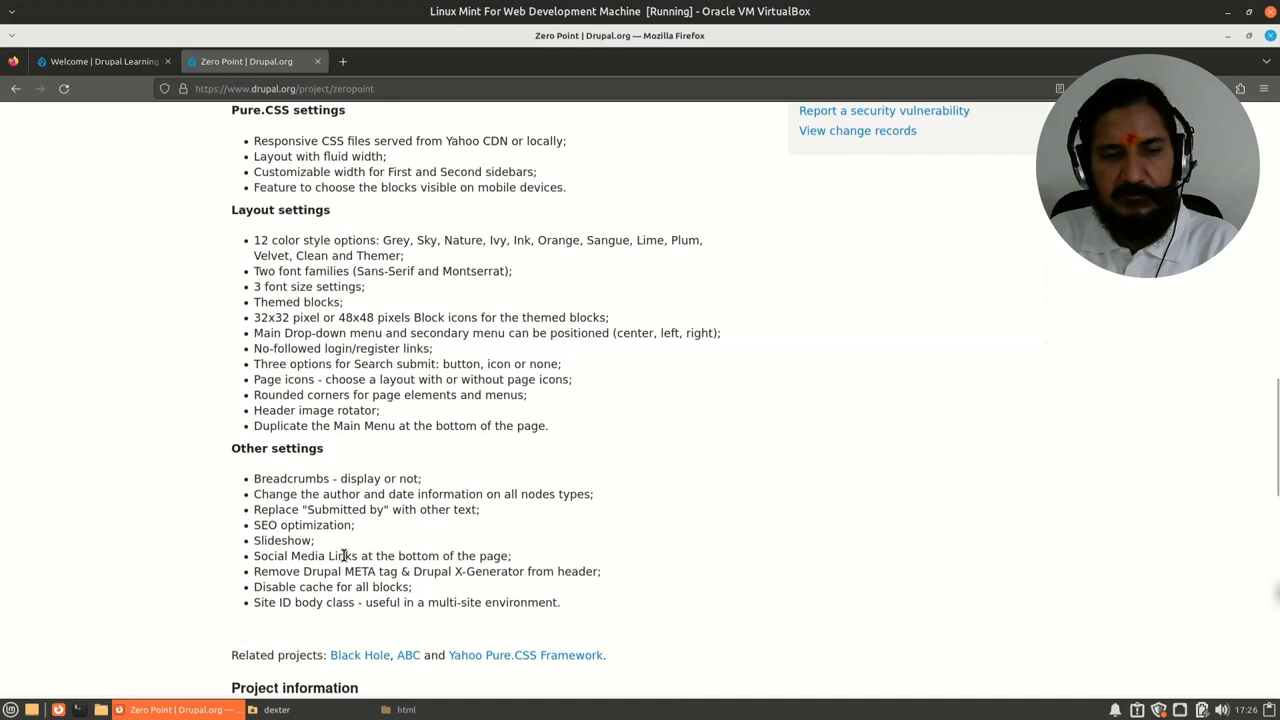 Linux Mint For Web Development Machine [Running] - Oracle VM VirtualBox
Zero Point | Drupal.org — Mozilla Firefox
Welcome | Drupal Learning
Zero Point | Drupal.org
https://www.drupal.org/project/zeropoint
Pure.CSS settings
Responsive CSS files served from Yahoo CDN or locally;
Layout with fluid width;
Customizable width for First and Second sidebars;
Feature to choose the blocks visible on mobile devices.
Layout settings
12 color style options: Grey, Sky, Nature, Ivy, Ink, Orange, Sangue, Lime, Plum,
Velvet, Clean and Themer;
Two font families (Sans-Serif and Montserrat);
3 font size settings;
Themed blocks;
32x32 pixel or 48x48 pixels Block icons for the themed blocks;
Main Drop-down menu and secondary menu can be positioned (center, left, right);
No-followed login/register links;
Three options for Search submit: button, icon or none;
Page icons - choose a layout with or without page icons;
Rounded corners for page elements and menus;
Header image rotator;
Duplicate the Main Menu at the bottom of the page.
Other settings
Breadcrumbs - display or not;
Change the author and date information on all nodes types;
Replace "Submitted by" with other text;
SEO optimization;
Slideshow;
Social Media Links at the bottom of the page;
Remove Drupal META tag & Drupal X-Generator from header;
Disable cache for all blocks;
Site ID body class - useful in a multi-site environment.
Related projects: Black Hole, ABC and Yahoo Pure.CSS Framework.
Project information
Report a security vulnerability
View change records
Zero Point | Drupal.org — ...
dexter
html
17:26